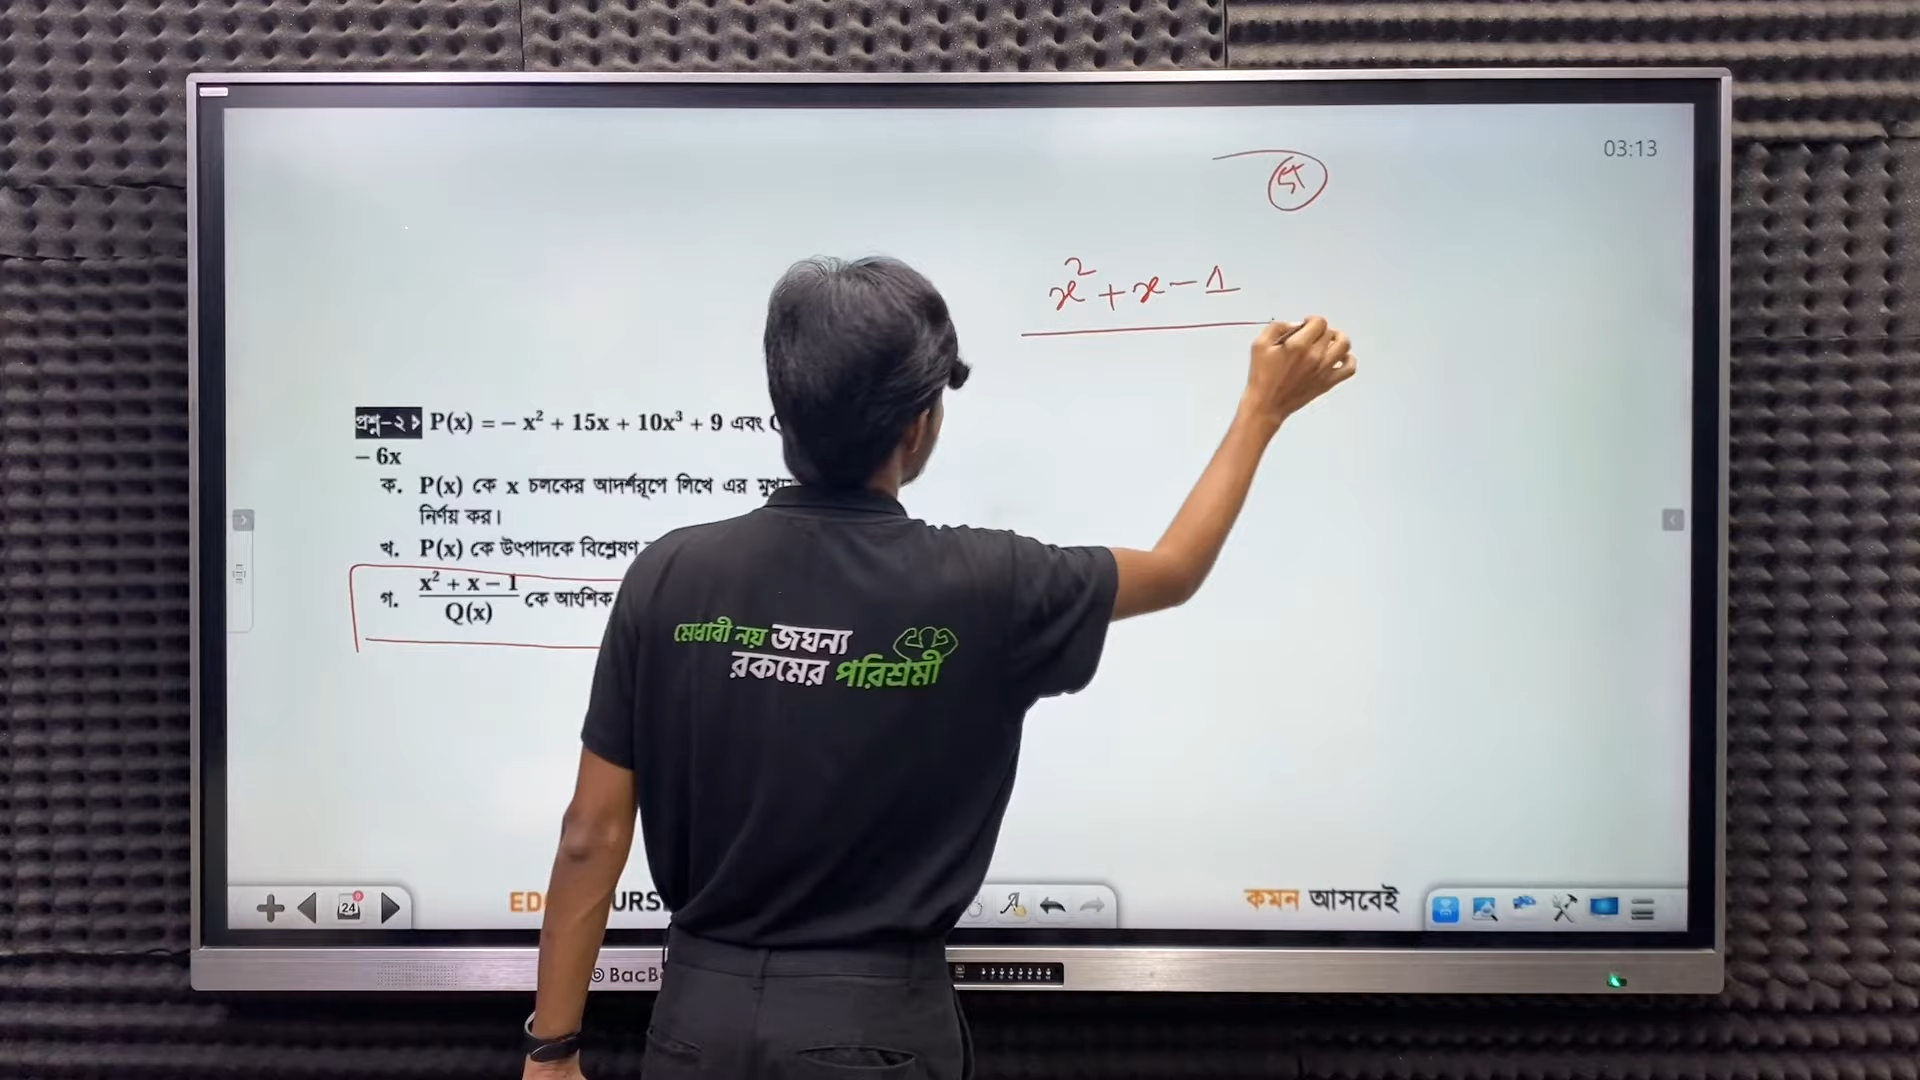 03:13
গ
x² + x - 1
প্রশ্ন-২ P(x) = – x² + 15x + 10x³ + 9 এবং
– 6x
ক. P(x) কে x চলকের আদর্শরূপে লিখে এর
নির্ণয় কর।
খ. P(x) কে উৎপাদকে বিশ্লেষণ
গ. x² + x – 1
Q(x) কে আংশিক
মেধাবী নয় জঘন্য
রকমের পরিশ্রমী
24
কমন আসবেই